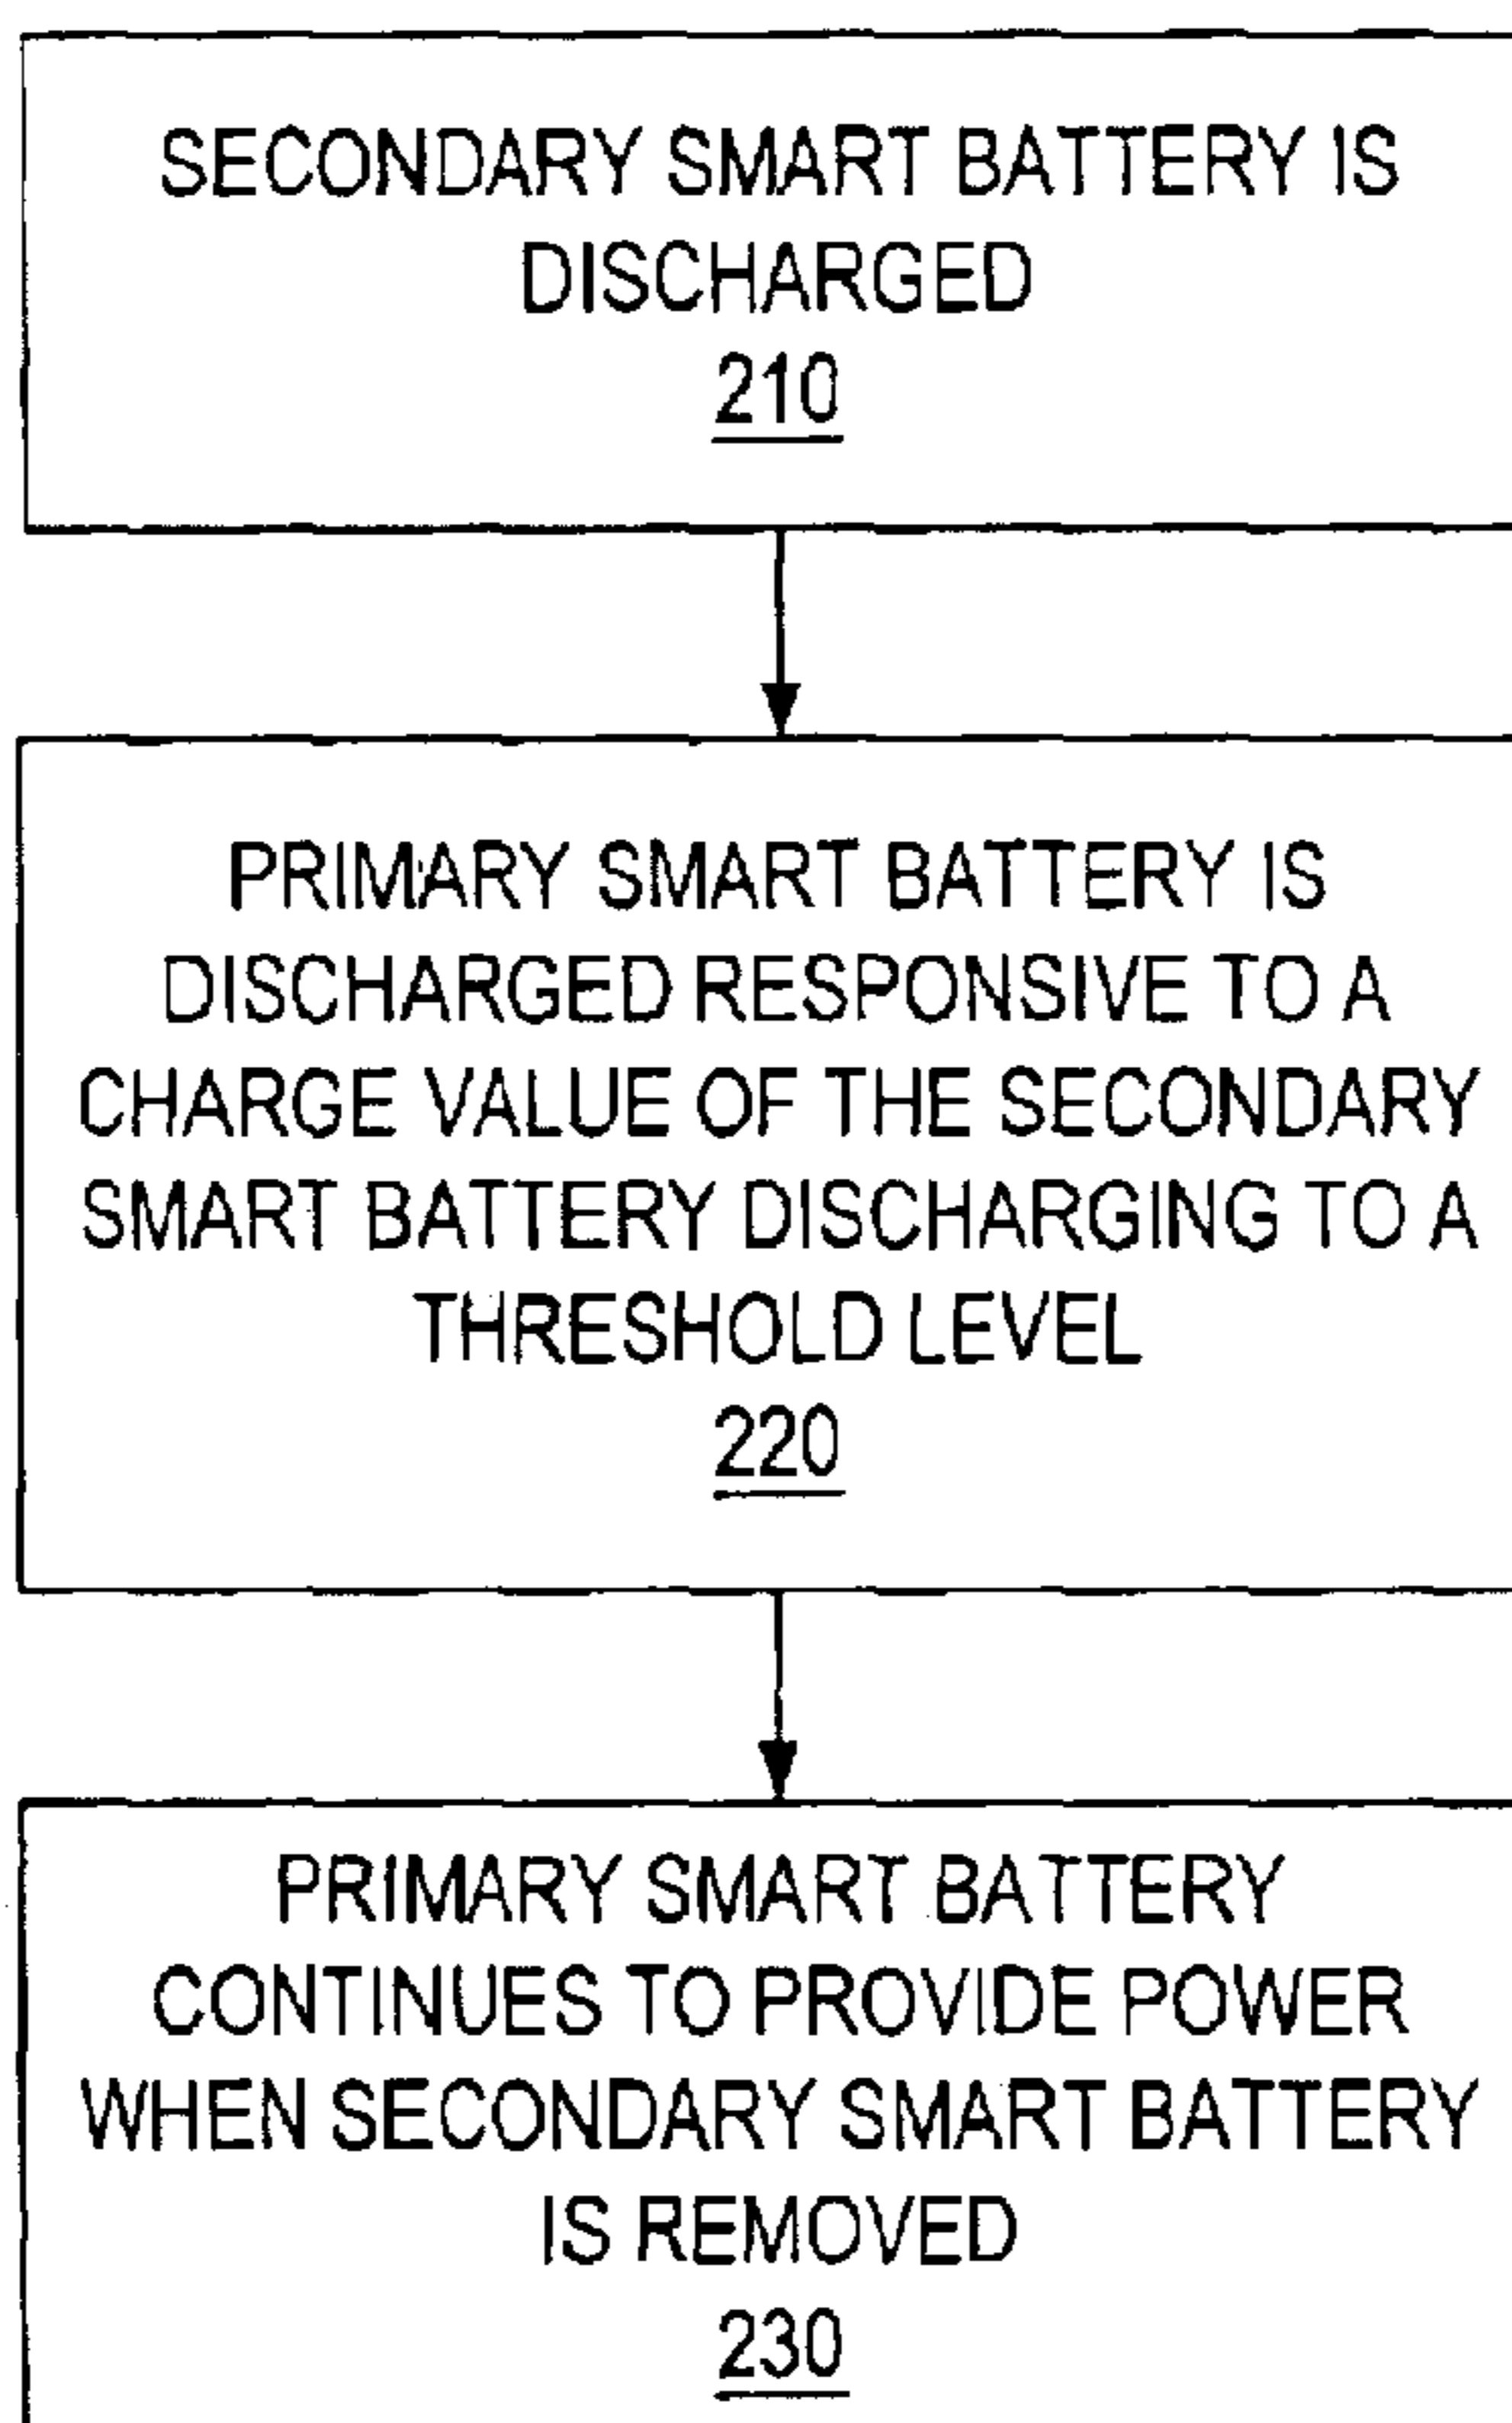 SECONDARY SMART BATTERY IS
DISCHARGED
210
PRIMARY SMART BATTERY IS
DISCHARGED RESPONSIVE TO A
CHARGE VALUE OF THE SECONDARY
SMART BATTERY DISCHARGING TO A
THRESHOLD LEVEL
220
PRIMARY SMART BATTERY
CONTINUES TO PROVIDE POWER
WHEN SECONDARY SMART BATTERY
IS REMOVED
230